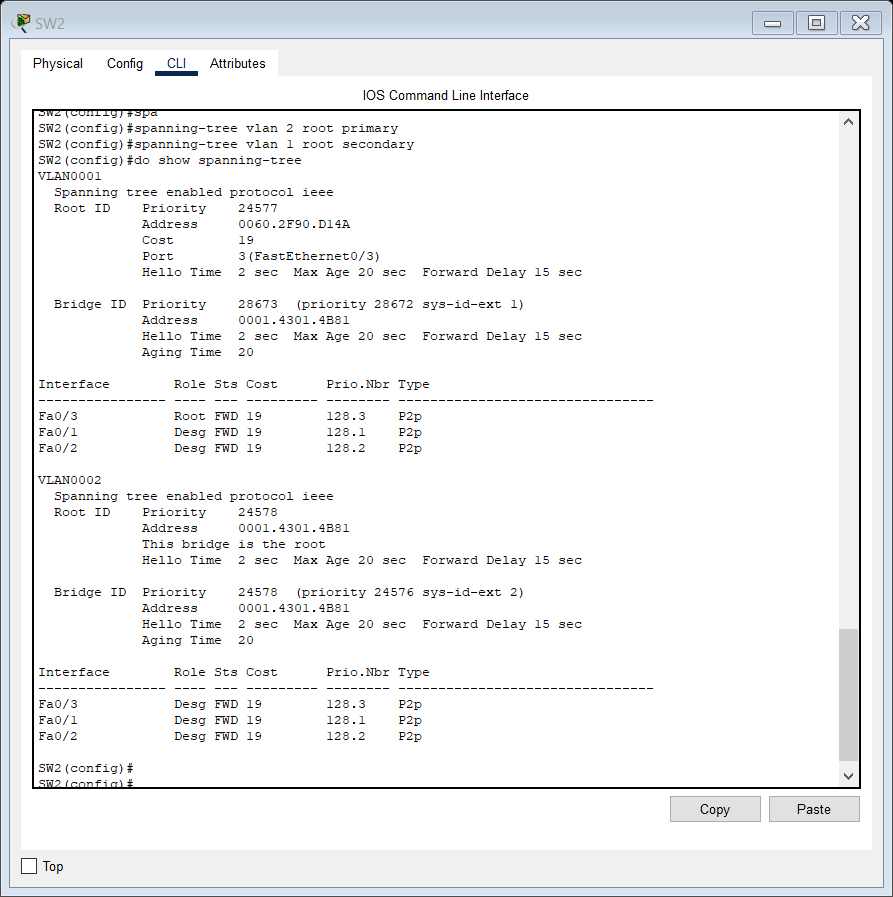 SW2
Physical Config CLI Attributes
IOS Command Line Interface
SW2(config)#spa
SW2(config)#spanning-tree vlan 2 root primary
SW2(config)#spanning-tree vlan 1 root secondary
SW2(config)#do show spanning-tree
VLAN0001
  Spanning tree enabled protocol ieee
  Root ID    Priority    24577
             Address     0060.2F90.D14A
             Cost        19
             Port        3(FastEthernet0/3)
             Hello Time  2 sec  Max Age 20 sec  Forward Delay 15 sec

  Bridge ID  Priority    28673  (priority 28672 sys-id-ext 1)
             Address     0001.4301.4B81
             Hello Time  2 sec  Max Age 20 sec  Forward Delay 15 sec
             Aging Time  20

Interface        Role Sts Cost      Prio.Nbr Type
---------------- ---- --- --------- -------- --------------------------------
Fa0/3            Root FWD 19        128.3    P2p
Fa0/1            Desg FWD 19        128.1    P2p
Fa0/2            Desg FWD 19        128.2    P2p

VLAN0002
  Spanning tree enabled protocol ieee
  Root ID    Priority    24578
             Address     0001.4301.4B81
             This bridge is the root
             Hello Time  2 sec  Max Age 20 sec  Forward Delay 15 sec

  Bridge ID  Priority    24578  (priority 24576 sys-id-ext 2)
             Address     0001.4301.4B81
             Hello Time  2 sec  Max Age 20 sec  Forward Delay 15 sec
             Aging Time  20

Interface        Role Sts Cost      Prio.Nbr Type
---------------- ---- --- --------- -------- --------------------------------
Fa0/3            Desg FWD 19        128.3    P2p
Fa0/1            Desg FWD 19        128.1    P2p
Fa0/2            Desg FWD 19        128.2    P2p

SW2(config)#
SW2(config)#
Copy Paste
Top